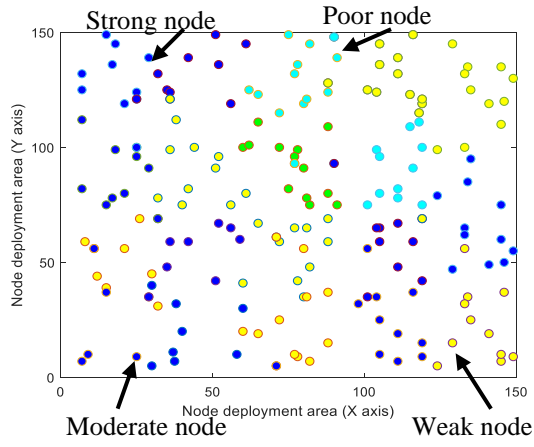 Strong node
Poor node
150
100
50
0
Node deployment area (Y axis)
0
50
100
150
Node deployment area (X axis)
Moderate node
Weak node